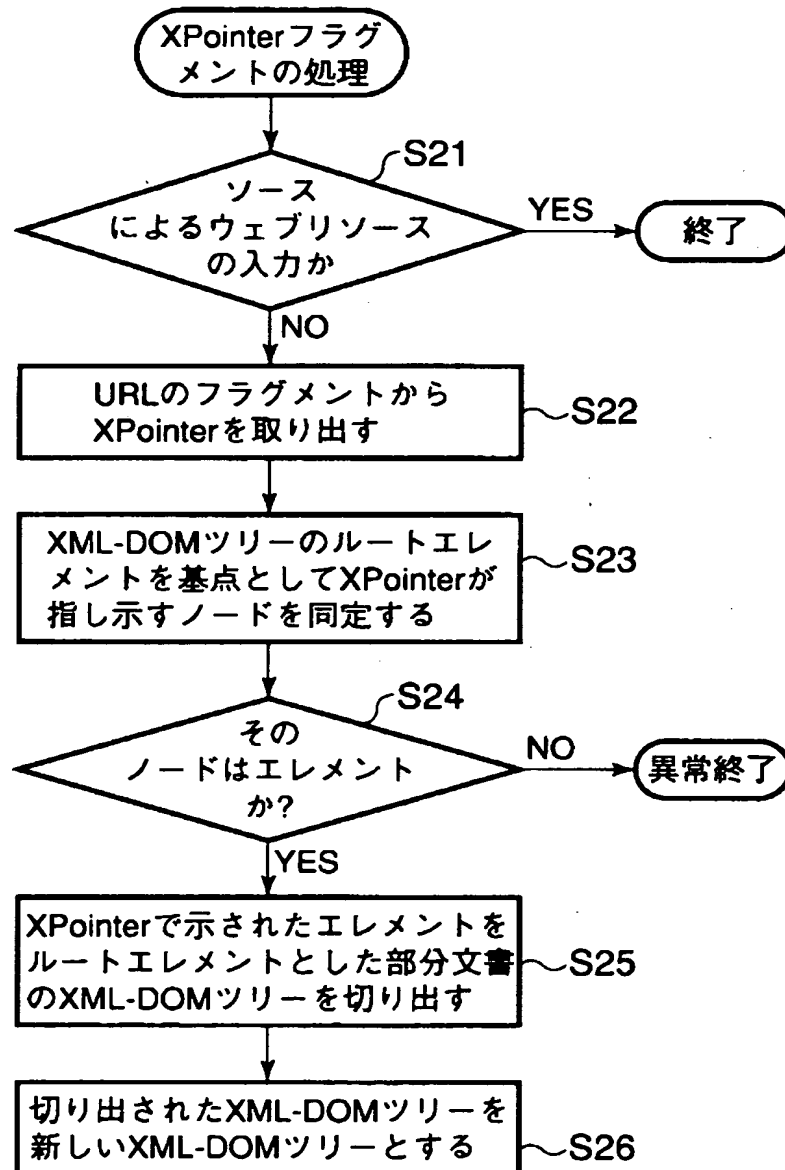 XPointerフラグ
メントの処理
S21
ソース
によるウェブリソース
の入力か
YES
終了
NO
URLのフラグメントから
XPointerを取り出す
S22
XML-DOMツリーのルートエレ
メントを基点としてXPointerが
指し示すノードを同定する
S23
S24
その
ノードはエレメント
か?
NO
異常終了
YES
XPointerで示されたエレメントを
ルートエレメントとした部分文書
のXML-DOMツリーを切り出す
S25
切り出されたXML-DOMツリーを
新しいXML-DOMツリーとする
S26